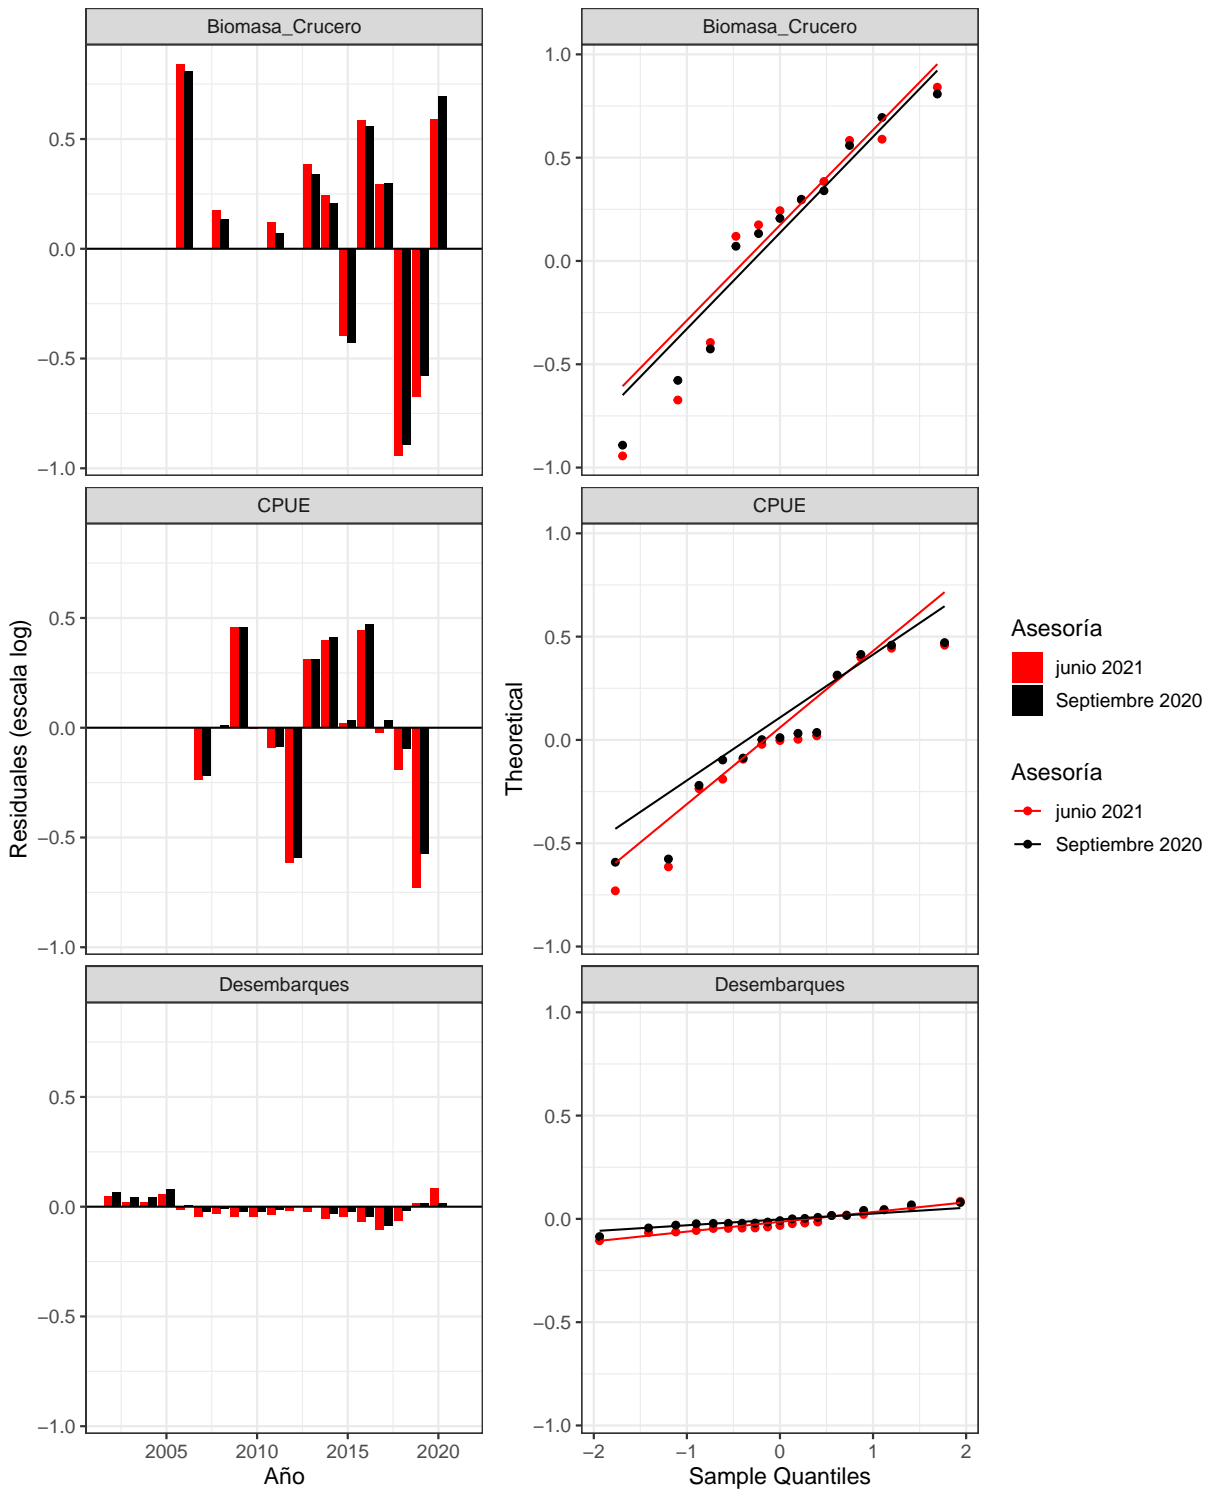 Biomasa_Crucero
0.5
0.0
−0.5
−1.0
CPUE
0.5
0.0
−0.5
−1.0
Desembarques
0.5
0.0
−0.5
−1.0
2005 2010 2015 2020
Año
Residuales (escala log)
Biomasa_Crucero
1.0
0.5
0.0
−0.5
−1.0
CPUE
1.0
0.5
0.0
−0.5
−1.0
Desembarques
1.0
0.5
0.0
−0.5
−1.0
−2 −1 0 1 2
Sample Quantiles
Theoretical
Asesoría
junio 2021
Septiembre 2020
Asesoría
junio 2021
Septiembre 2020